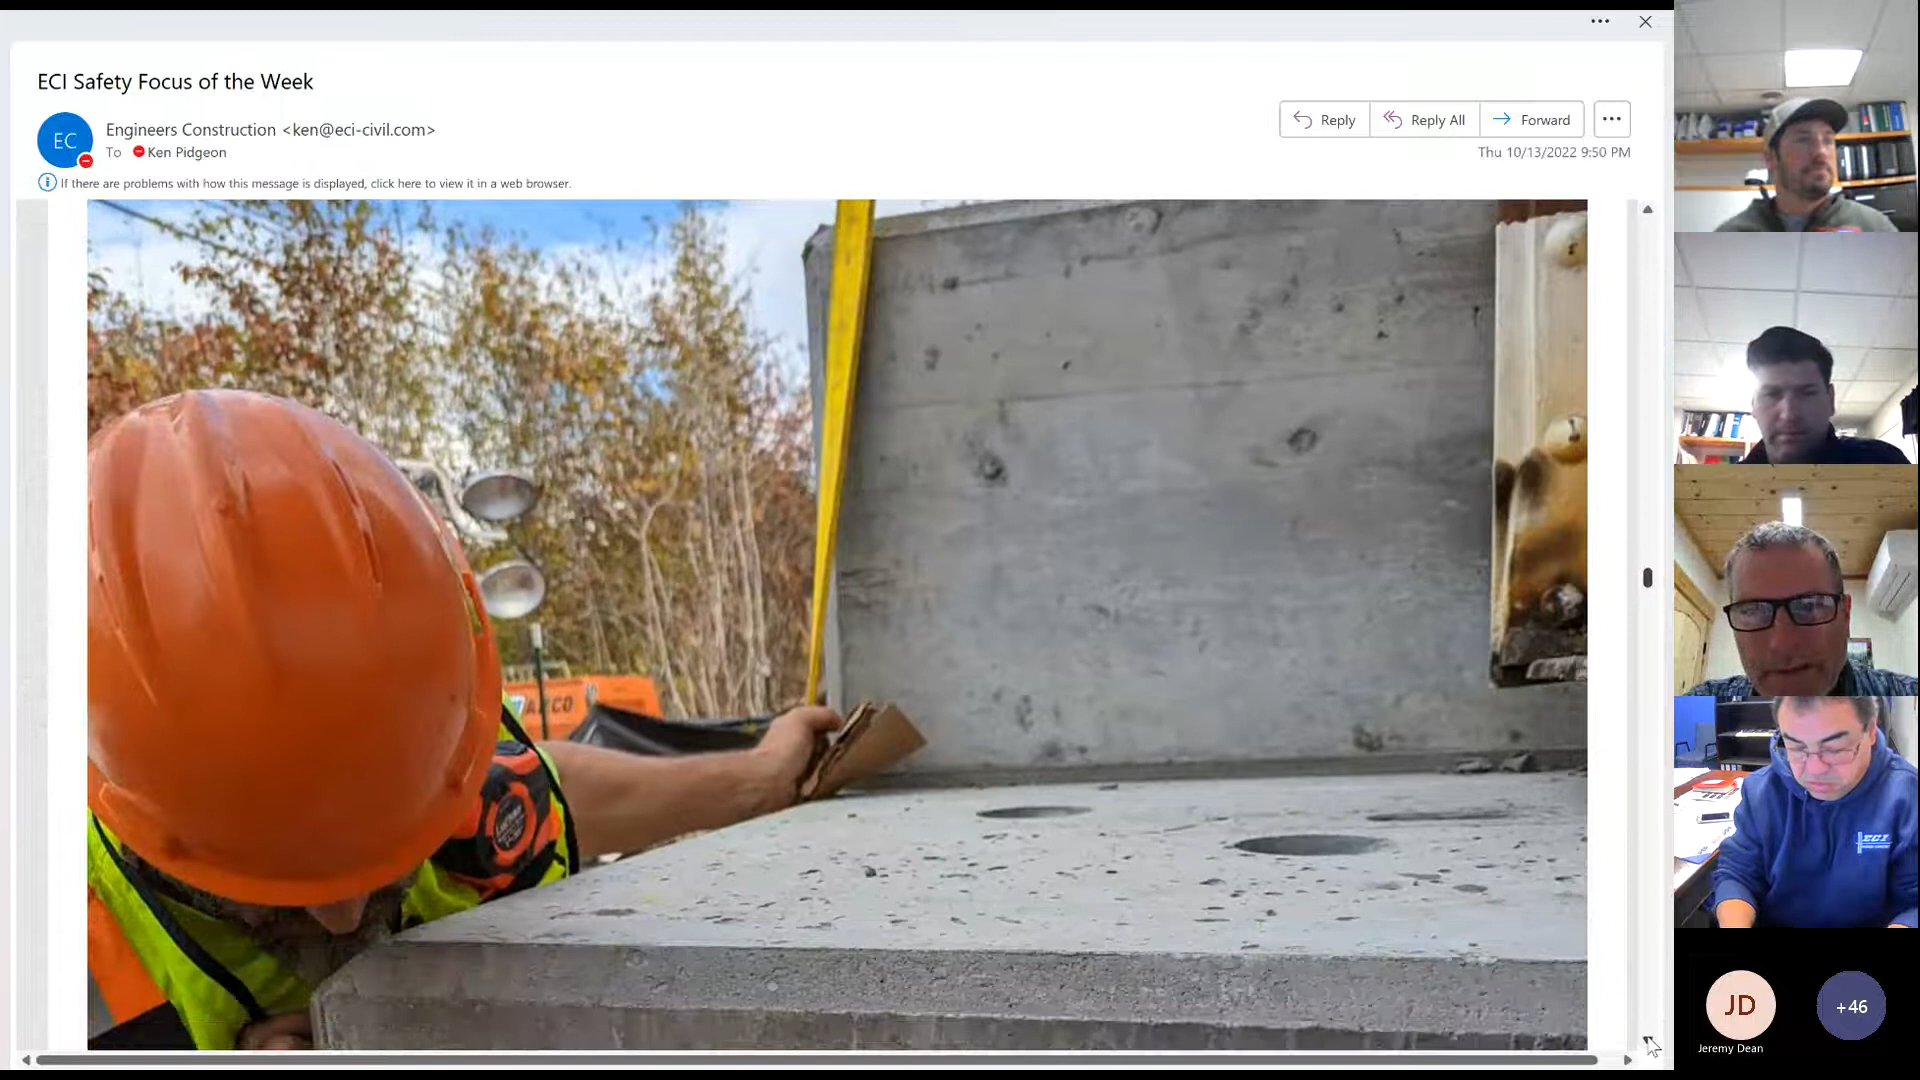 ECI Safety Focus of the Week
EC
Engineers Construction <ken@eci-civil.com>
To Ken Pidgeon
Reply
Reply All
Forward
Thu 10/13/2022 9:50 PM
If there are problems with how this message is displayed, click here to view it in a web browser.
ECI
JD
+46
Jeremy Dean